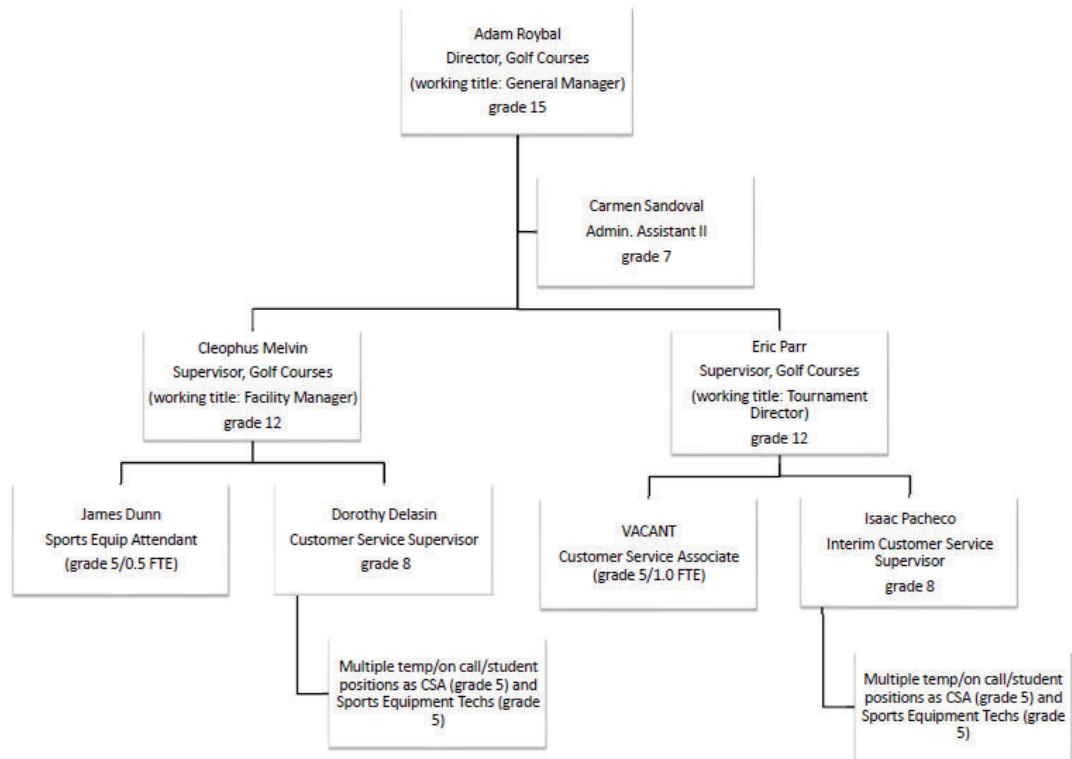 Adam Roybal
Director, Golf Courses
(working title: General Manager)
grade 15
Carmen Sandoval
Admin. Assistant II
grade 7
Cleophus Melvin
Supervisor, Golf Courses
(working title: Facility Manager)
grade 12
Eric Parr
Supervisor, Golf Courses
(working title: Tournament
Director)
grade 12
James Dunn
Sports Equip Attendant
(grade 5/0.5 FTE)
Dorothy Delasin
Customer Service Supervisor
grade 8
VACANT
Customer Service Associate
(grade 5/1.0 FTE)
Isaac Pacheco
Interim Customer Service
Supervisor
grade 8
Multiple temp/on call/student
positions as CSA (grade 5) and
Sports Equipment Techs (grade
5)
Multiple temp/on call/student
positions as CSA (grade 5) and
Sports Equipment Techs (grade
5)